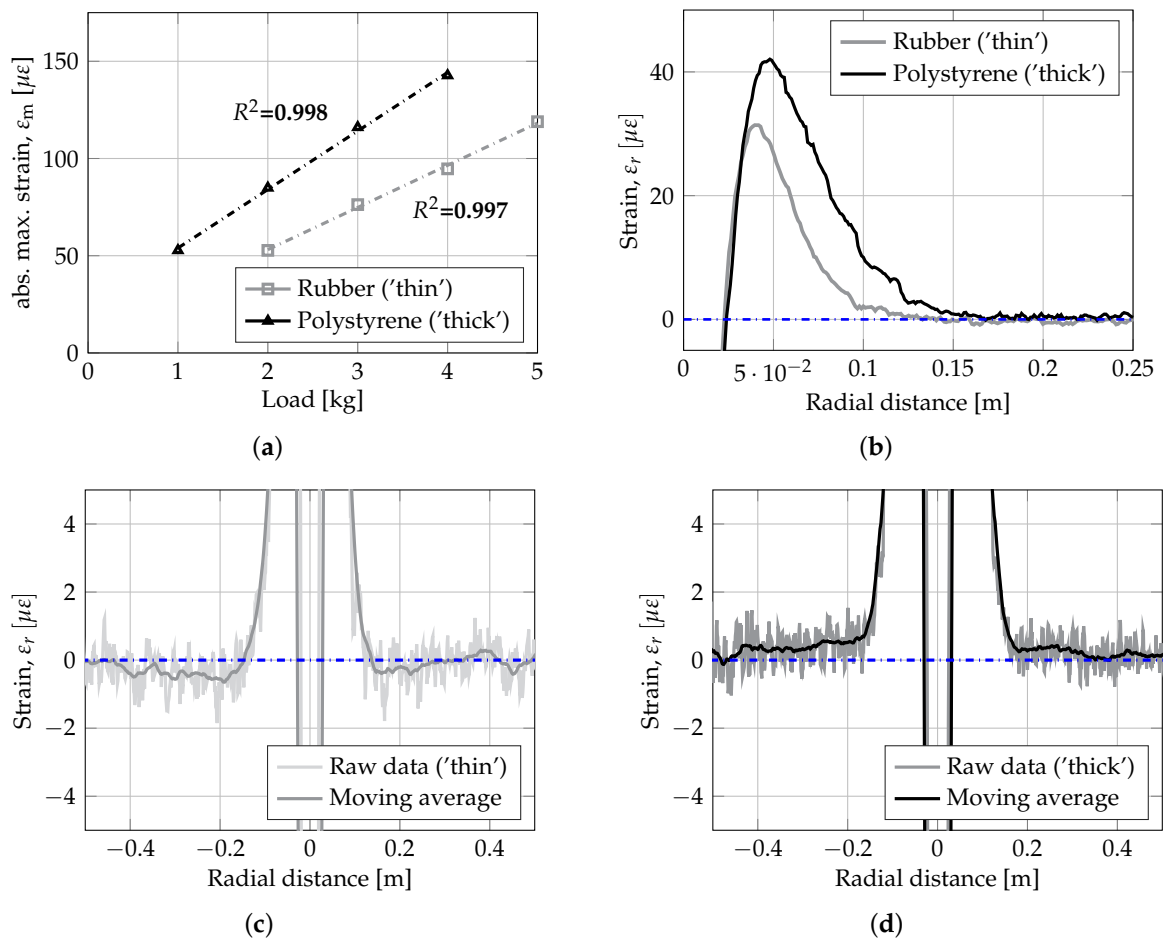 abs. max. strain, εm [με]
150
100
50
0
R²=0.998
R²=0.997
Rubber ('thin')
Polystyrene ('thick')
0 1 2 3 4 5
Load [kg]
(a)
Strain, εr [με]
40
20
0
Rubber ('thin')
Polystyrene ('thick')
0 5 · 10⁻² 0.1 0.15 0.2 0.25
Radial distance [m]
(b)
Strain, εr [με]
4
2
0
−2
−4
Raw data ('thin')
Moving average
−0.4 −0.2 0 0.2 0.4
Radial distance [m]
(c)
Strain, εr [με]
4
2
0
−2
−4
Raw data ('thick')
Moving average
−0.4 −0.2 0 0.2 0.4
Radial distance [m]
(d)